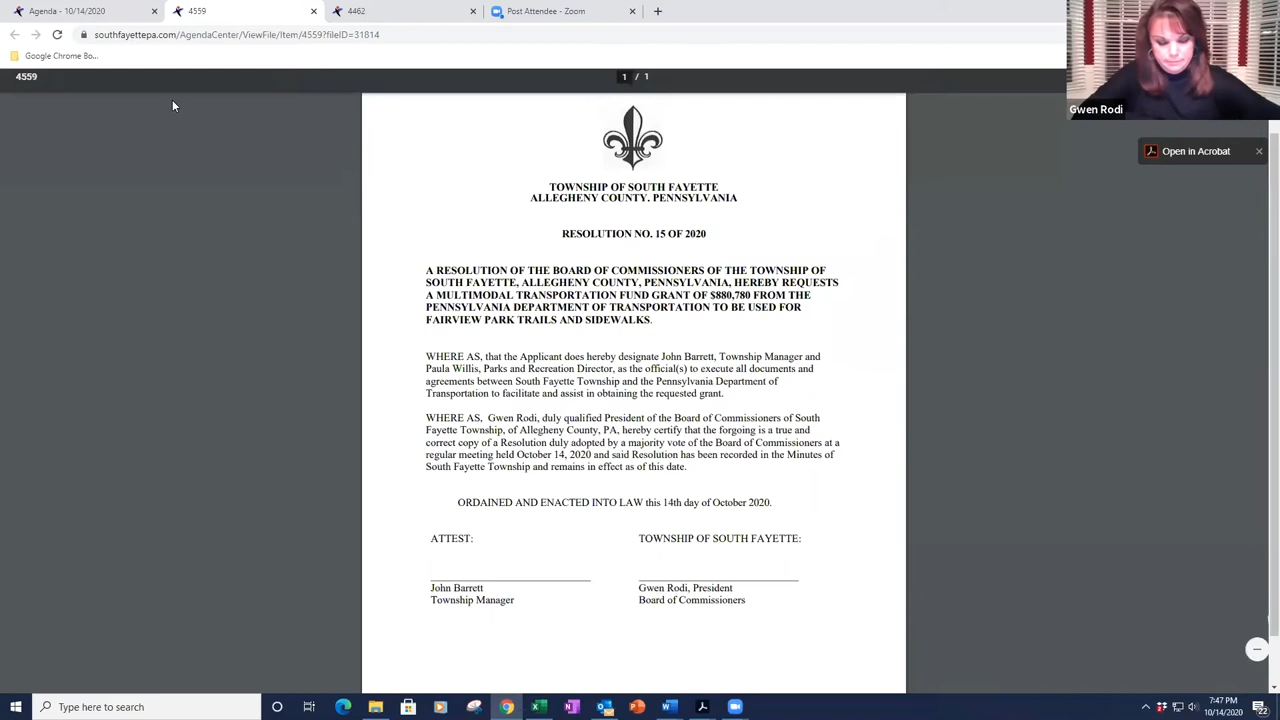 Agenda - 10/14/2020
4559
4462
Post Attendee - Zoom
Google Chrome Bo...
4559
1 / 1
Gwen Rodi
Open in Acrobat
TOWNSHIP OF SOUTH FAYETTE
ALLEGHENY COUNTY. PENNSYLVANIA
RESOLUTION NO. 15 OF 2020
A RESOLUTION OF THE BOARD OF COMMISSIONERS OF THE TOWNSHIP OF
SOUTH FAYETTE, ALLEGHENY COUNTY, PENNSYLVANIA, HEREBY REQUESTS
A MULTIMODAL TRANSPORTATION FUND GRANT OF $880,780 FROM THE
PENNSYLVANIA DEPARTMENT OF TRANSPORTATION TO BE USED FOR
FAIRVIEW PARK TRAILS AND SIDEWALKS.
WHERE AS, that the Applicant does hereby designate John Barrett, Township Manager and
Paula Willis, Parks and Recreation Director, as the official(s) to execute all documents and
agreements between South Fayette Township and the Pennsylvania Department of
Transportation to facilitate and assist in obtaining the requested grant.
WHERE AS, Gwen Rodi, duly qualified President of the Board of Commissioners of South
Fayette Township, of Allegheny County, PA, hereby certify that the forgoing is a true and
correct copy of a Resolution duly adopted by a majority vote of the Board of Commissioners at a
regular meeting held October 14, 2020 and said Resolution has been recorded in the Minutes of
South Fayette Township and remains in effect as of this date.
ORDAINED AND ENACTED INTO LAW this 14th day of October 2020.
ATTEST:
TOWNSHIP OF SOUTH FAYETTE:
John Barrett
Township Manager
Gwen Rodi, President
Board of Commissioners
Type here to search
7:47 PM
10/14/2020
22